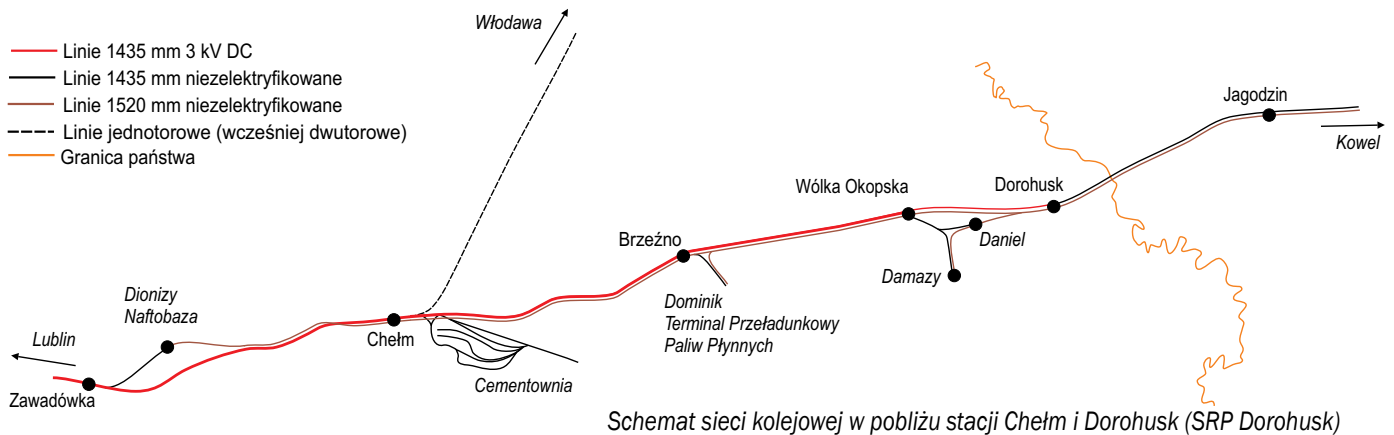 Włodawa
Linie 1435 mm 3 kV DC
Linie 1435 mm niezelektryfikowane
Linie 1520 mm niezelektryfikowane
Linie jednotorowe (wcześniej dwutorowe)
Granica państwa
Jagodzin
Kowel
Wólka Okopska
Dorohusk
Brzeźno
Daniel
Damazy
Dionizy
Naftobaza
Dominik
Terminal Przeładunkowy
Paliw Płynnych
Lublin
Chełm
Cementownia
Zawadówka
Schemat sieci kolejowej w pobliżu stacji Chełm i Dorohusk (SRP Dorohusk)